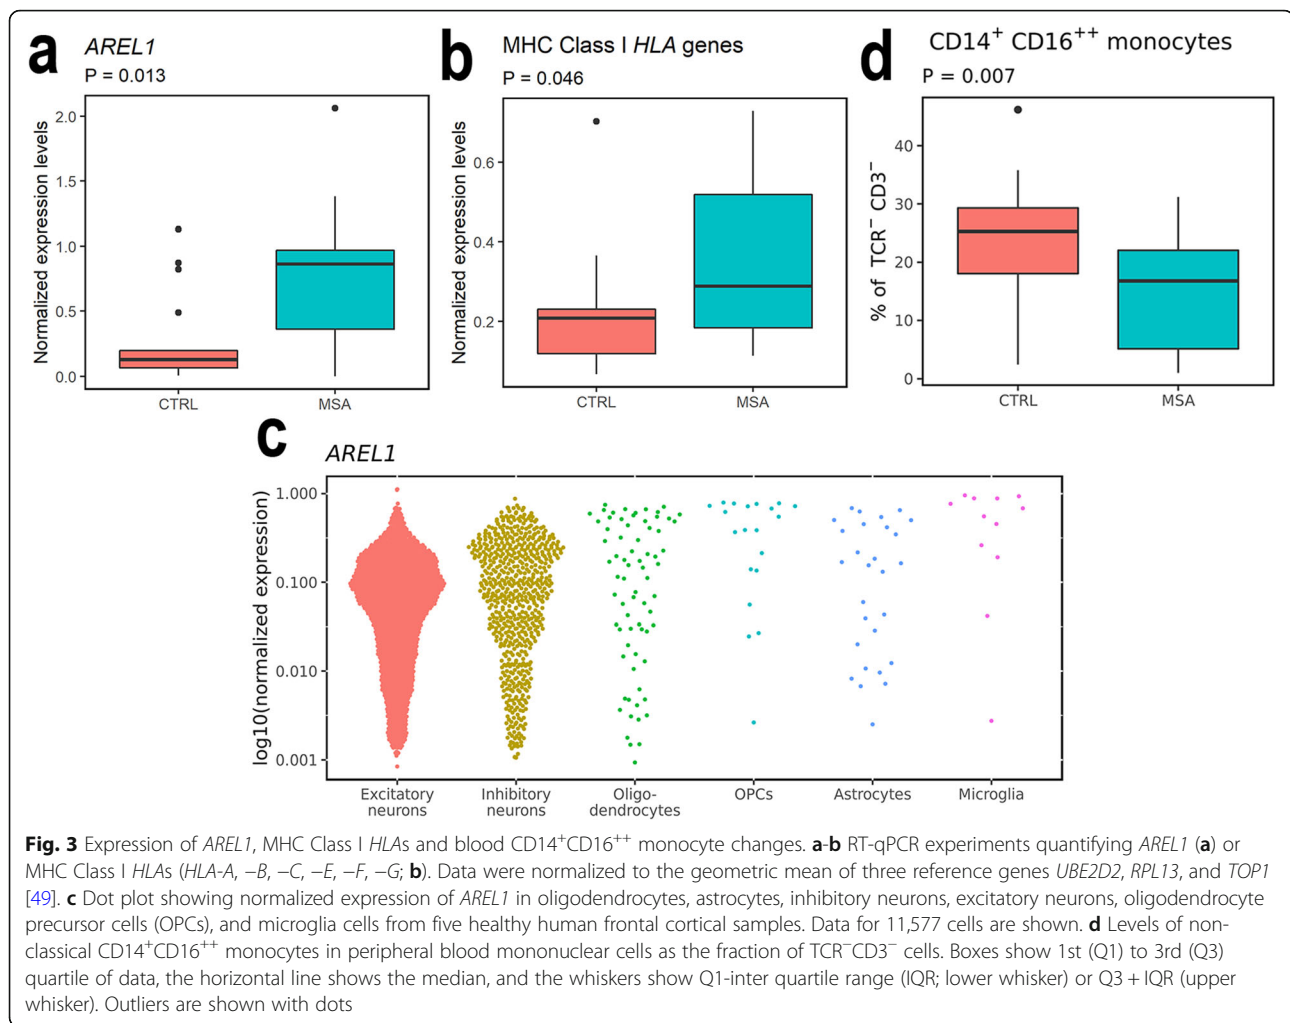 a
AREL1
P = 0.013
Normalized expression levels
2.0
1.5
1.0
0.5
0.0
CTRL
MSA
b
MHC Class I HLA genes
P = 0.046
Normalized expression levels
0.6
0.4
0.2
CTRL
MSA
d
CD14⁺ CD16⁺⁺ monocytes
P = 0.007
% of TCR⁻ CD3⁻
40
30
20
10
0
CTRL
MSA
c
AREL1
log10(normalized expression)
1.000
0.100
0.010
0.001
Excitatory
neurons
Inhibitory
neurons
Oligo-
dendrocytes
OPCs
Astrocytes
Microglia
Fig. 3 Expression of AREL1, MHC Class I HLAs and blood CD14⁺CD16⁺⁺ monocyte changes. a-b RT-qPCR experiments quantifying AREL1 (a) or
MHC Class I HLAs (HLA-A, −B, −C, −E, −F, −G; b). Data were normalized to the geometric mean of three reference genes UBE2D2, RPL13, and TOP1
[49]. c Dot plot showing normalized expression of AREL1 in oligodendrocytes, astrocytes, inhibitory neurons, excitatory neurons, oligodendrocyte
precursor cells (OPCs), and microglia cells from five healthy human frontal cortical samples. Data for 11,577 cells are shown. d Levels of non-
classical CD14⁺CD16⁺⁺ monocytes in peripheral blood mononuclear cells as the fraction of TCR⁻CD3⁻ cells. Boxes show 1st (Q1) to 3rd (Q3)
quartile of data, the horizontal line shows the median, and the whiskers show Q1-inter quartile range (IQR; lower whisker) or Q3 + IQR (upper
whisker). Outliers are shown with dots